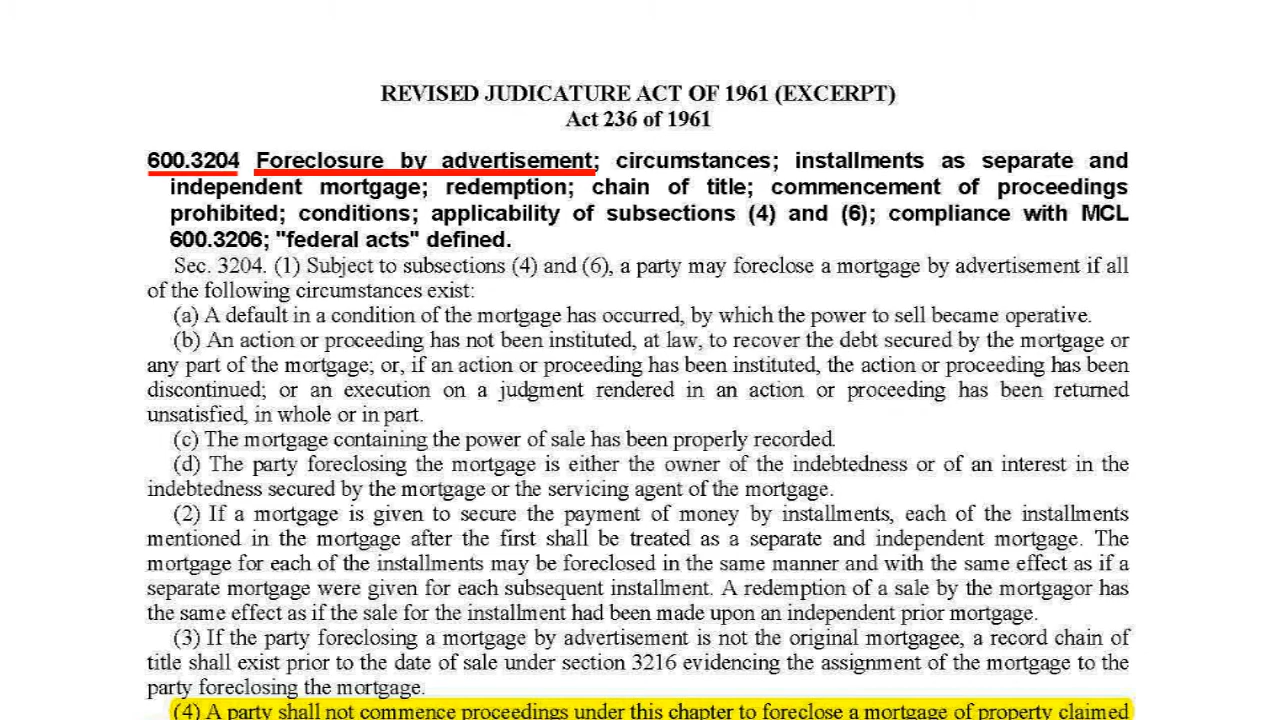 REVISED JUDICATURE ACT OF 1961 (EXCERPT)
Act 236 of 1961
600.3204 Foreclosure by advertisement; circumstances; installments as separate and
independent mortgage; redemption; chain of title; commencement of proceedings
prohibited; conditions; applicability of subsections (4) and (6); compliance with MCL
600.3206; "federal acts" defined.
Sec. 3204. (1) Subject to subsections (4) and (6), a party may foreclose a mortgage by advertisement if all
of the following circumstances exist:
(a) A default in a condition of the mortgage has occurred, by which the power to sell became operative.
(b) An action or proceeding has not been instituted, at law, to recover the debt secured by the mortgage or
any part of the mortgage; or, if an action or proceeding has been instituted, the action or proceeding has been
discontinued; or an execution on a judgment rendered in an action or proceeding has been returned
unsatisfied, in whole or in part.
(c) The mortgage containing the power of sale has been properly recorded.
(d) The party foreclosing the mortgage is either the owner of the indebtedness or of an interest in the
indebtedness secured by the mortgage or the servicing agent of the mortgage.
(2) If a mortgage is given to secure the payment of money by installments, each of the installments
mentioned in the mortgage after the first shall be treated as a separate and independent mortgage. The
mortgage for each of the installments may be foreclosed in the same manner and with the same effect as if a
separate mortgage were given for each subsequent installment. A redemption of a sale by the mortgagor has
the same effect as if the sale for the installment had been made upon an independent prior mortgage.
(3) If the party foreclosing a mortgage by advertisement is not the original mortgagee, a record chain of
title shall exist prior to the date of sale under section 3216 evidencing the assignment of the mortgage to the
party foreclosing the mortgage.
(4) A party shall not commence proceedings under this chapter to foreclose a mortgage of property claimed